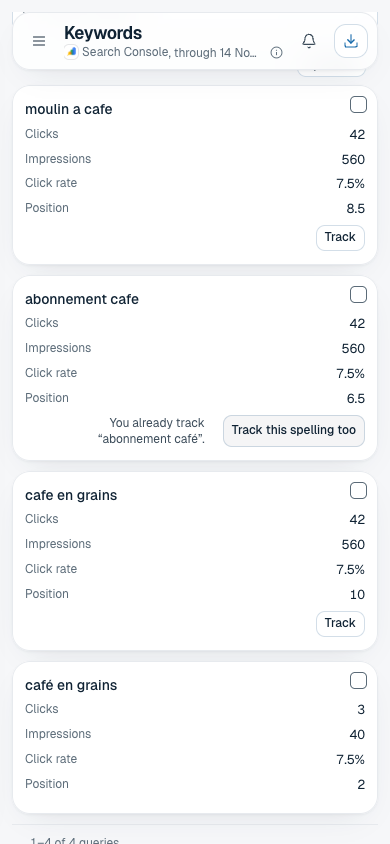 Keywords
Search Console, through 14 No…
moulin a cafe
Clicks 42
Impressions 560
Click rate 7.5%
Position 8.5
Track
abonnement cafe
Clicks 42
Impressions 560
Click rate 7.5%
Position 6.5
You already track
“abonnement café”.
Track this spelling too
cafe en grains
Clicks 42
Impressions 560
Click rate 7.5%
Position 10
Track
café en grains
Clicks 3
Impressions 40
Click rate 7.5%
Position 2
1–4 of 4 queries